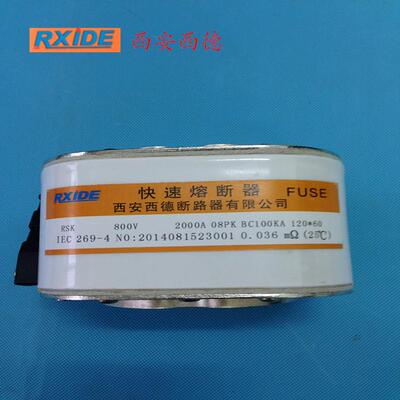 RXIDE 西安西德
RXIDE 快速熔断器 FUSE
西安西德断路器有限公司
RSK 800V 2000A 08PK BC100KA 120*60
IEC 269-4 NO:2014081523001 0.036 mΩ (25℃)